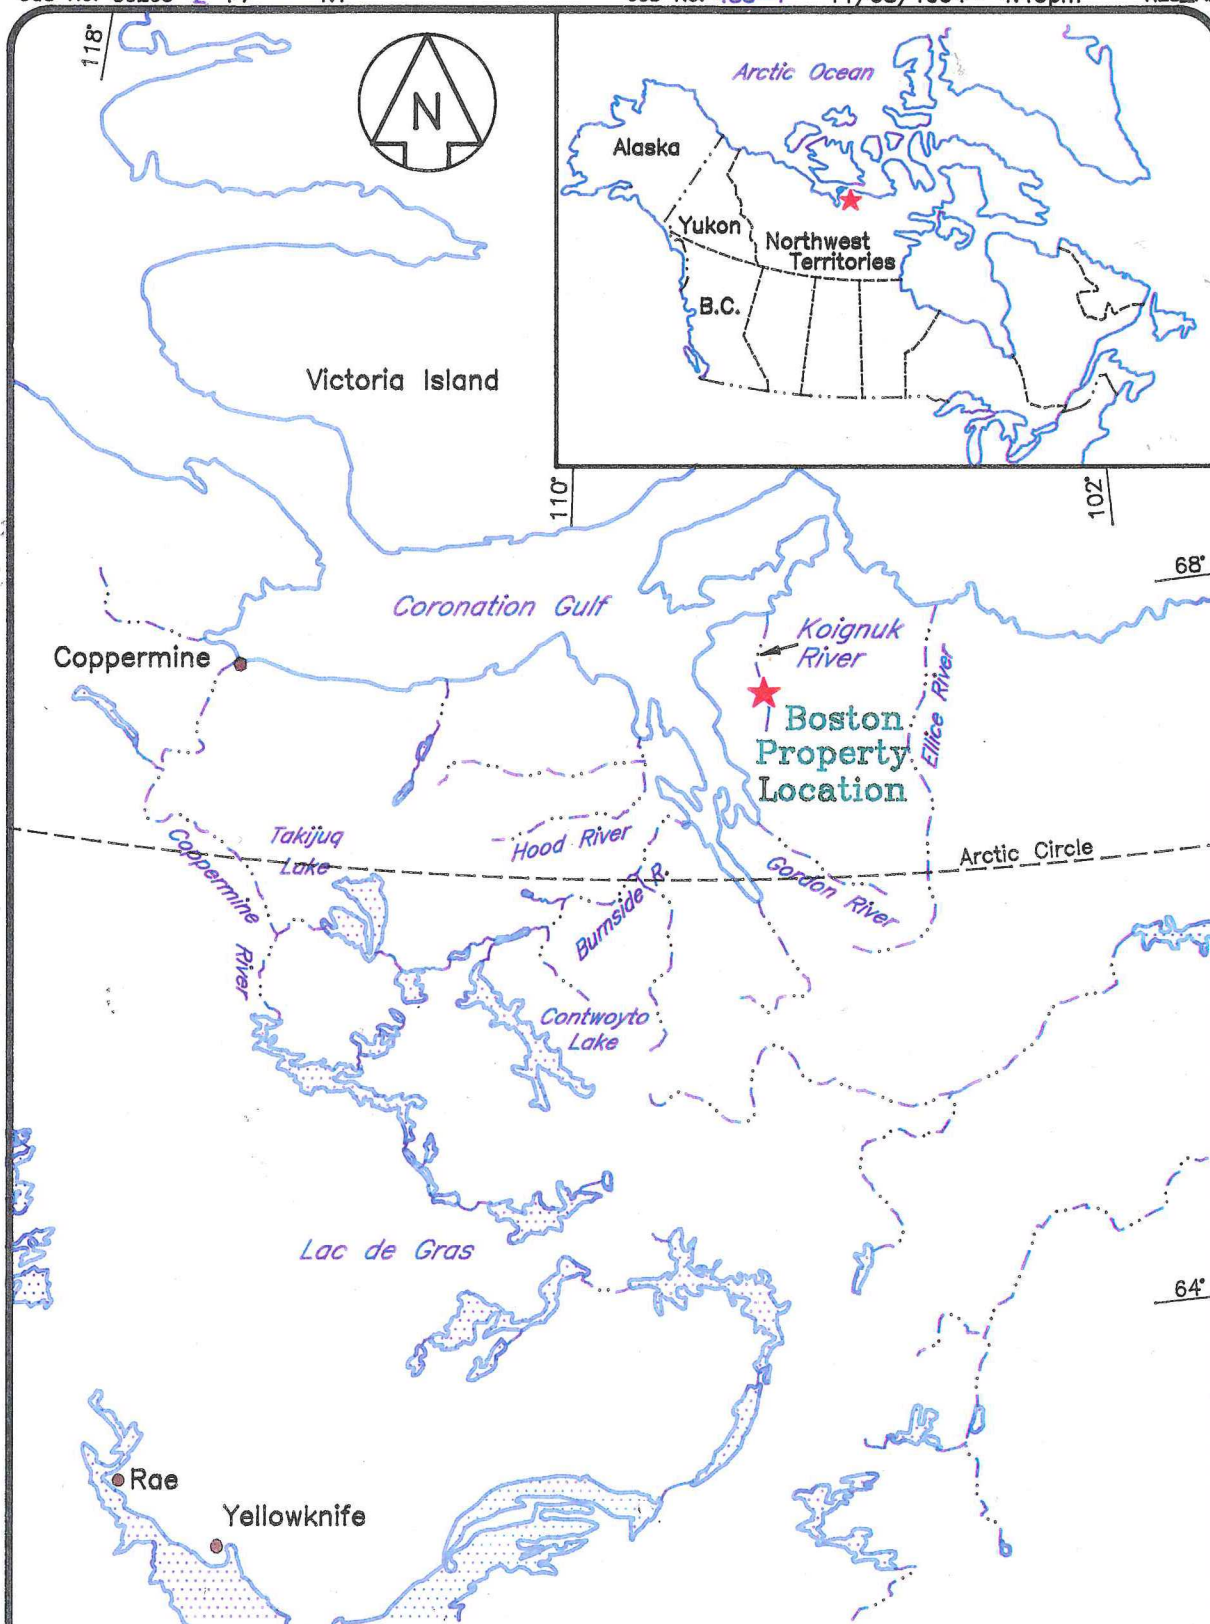 118°
N
Arctic Ocean
Alaska
Yukon
Northwest
Territories
B.C.
Victoria Island
110°
102°
68°
Coronation Gulf
Koignuk
River
Coppermine
Boston
Property
Location
Ellice River
Takijuq
Lake
Hood River
Coppermine River
Arctic Circle
Gordon River
Burnside R.
Contwoyto
Lake
Lac de Gras
64°
Rae
Yellowknife